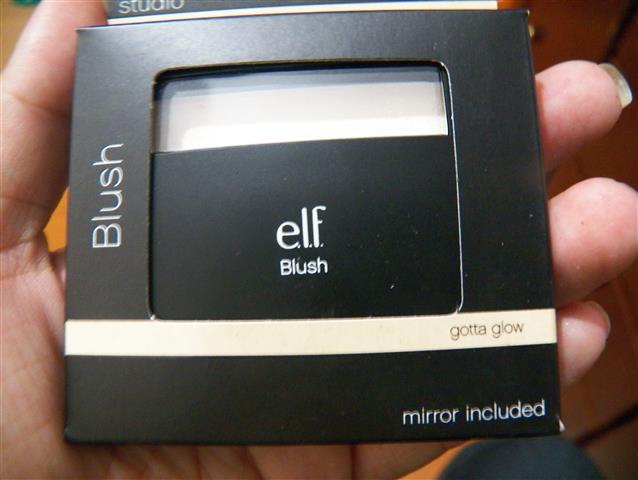 studio
Blush
e.l.f.
Blush
gotta glow
mirror included